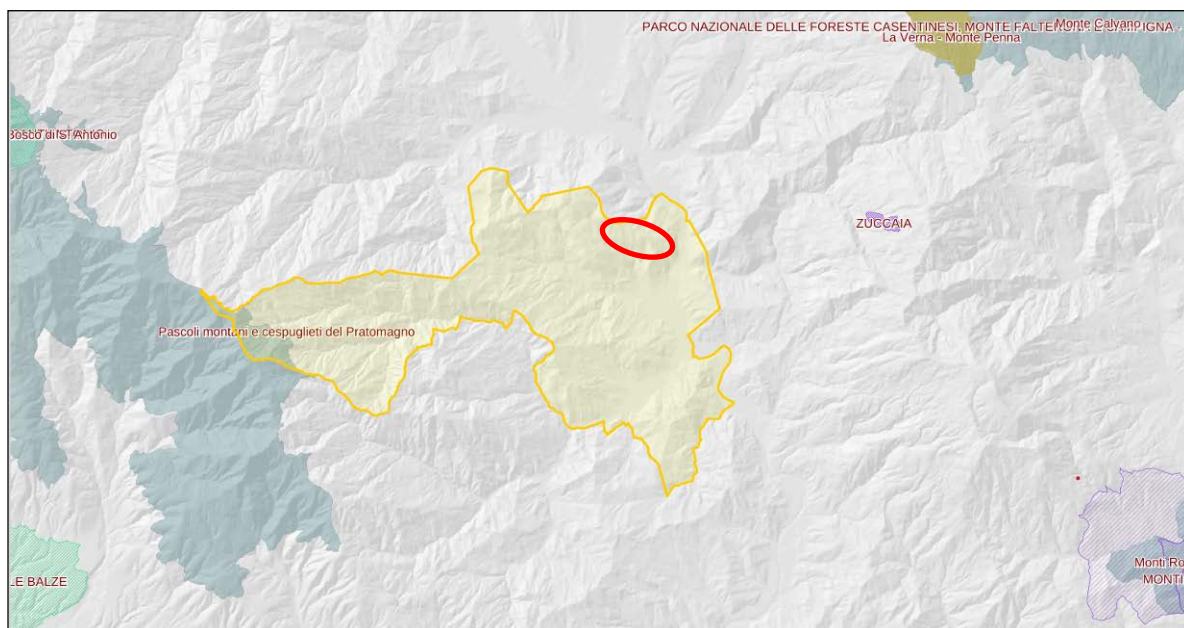 PARCO NAZIONALE DELLE FORESTE CASENTINESI, MONTE FALTERONA E CAMPIGNA -
Monte Calvano
La Verna - Monte Penna
Bosco di S. Antonio
ZUCCAIA
Pascoli montani e cespuglieti del Pratomagno
LE BALZE
Monti Ro
MONTI